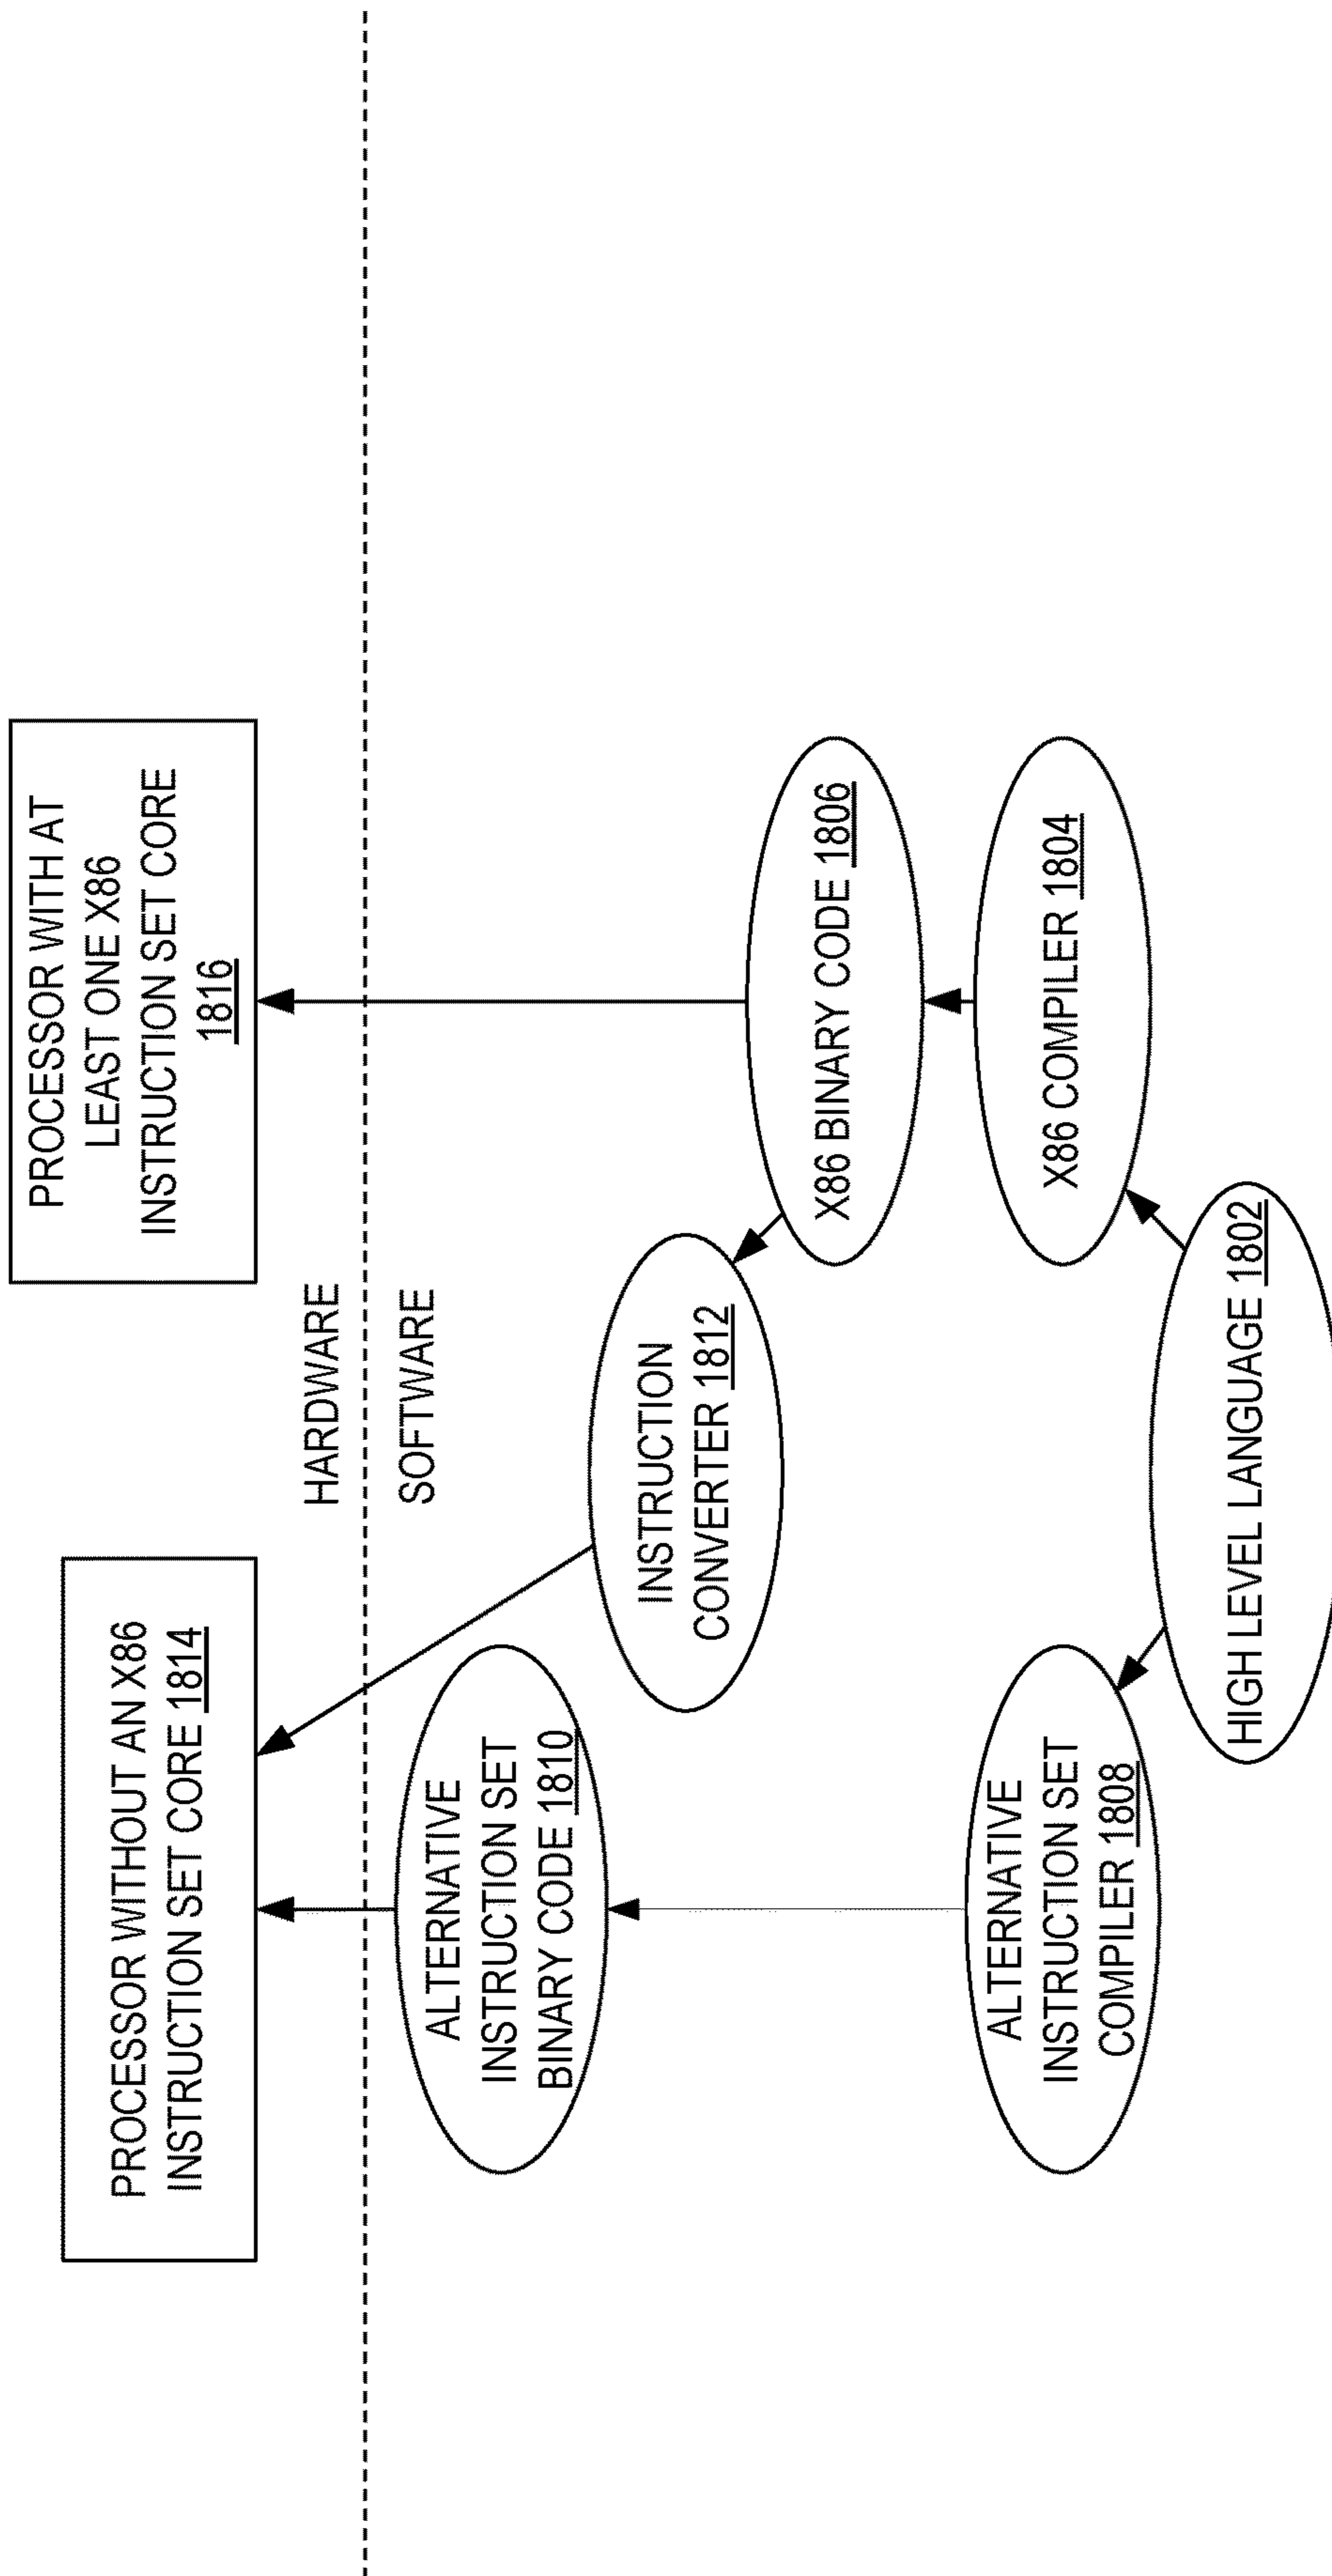 PROCESSOR WITHOUT AN X86
INSTRUCTION SET CORE 1814
PROCESSOR WITH AT
LEAST ONE X86
INSTRUCTION SET CORE
1816
HARDWARE
SOFTWARE
ALTERNATIVE
INSTRUCTION SET
BINARY CODE 1810
INSTRUCTION
CONVERTER 1812
X86 BINARY CODE 1806
ALTERNATIVE
INSTRUCTION SET
COMPILER 1808
X86 COMPILER 1804
HIGH LEVEL LANGUAGE 1802